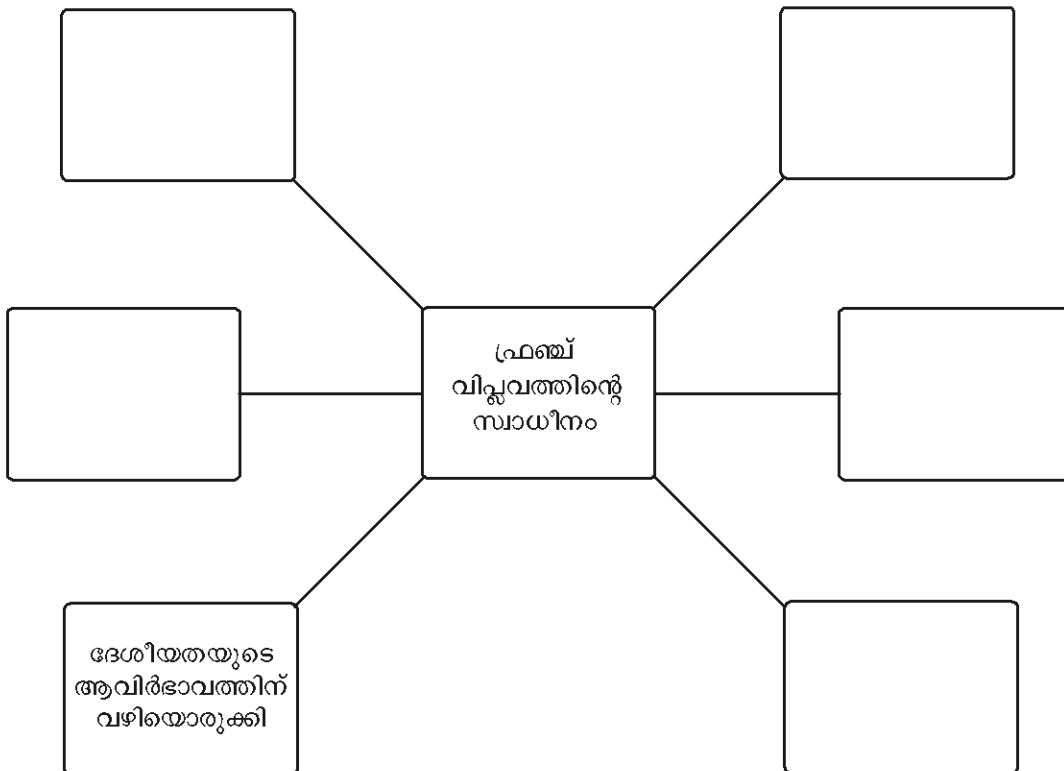 ഫ്രഞ്ച്
വിപ്ലവത്തിന്റെ
സ്വാധീനം
ദേശീയതയുടെ
ആവിർഭാവത്തിന്
വഴിയൊരുക്കി